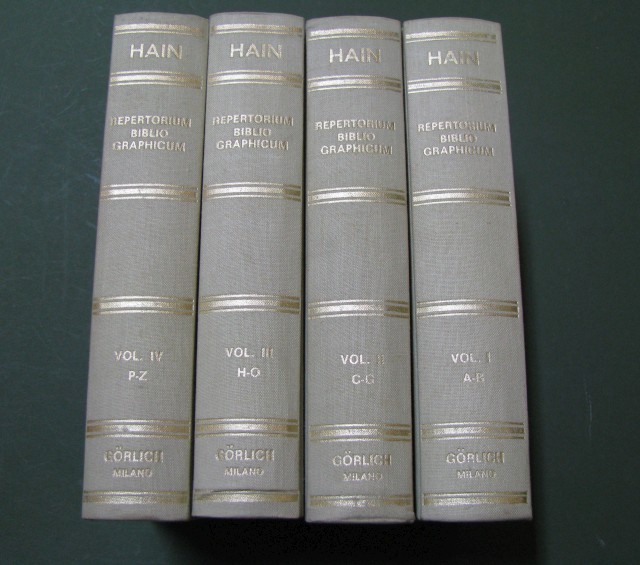 HAIN
REPERTORIUM
BIBLIO
GRAPHICUM
VOL. IV
P-Z
GÖRLICH
MILANO
HAIN
REPERTORIUM
BIBLIO
GRAPHICUM
VOL. III
H-O
GÖRLICH
MILANO
HAIN
REPERTORIUM
BIBLIO
GRAPHICUM
VOL. II
C-G
GÖRLICH
MILANO
HAIN
REPERTORIUM
BIBLIO
GRAPHICUM
VOL. I
A-B
GÖRLICH
MILANO